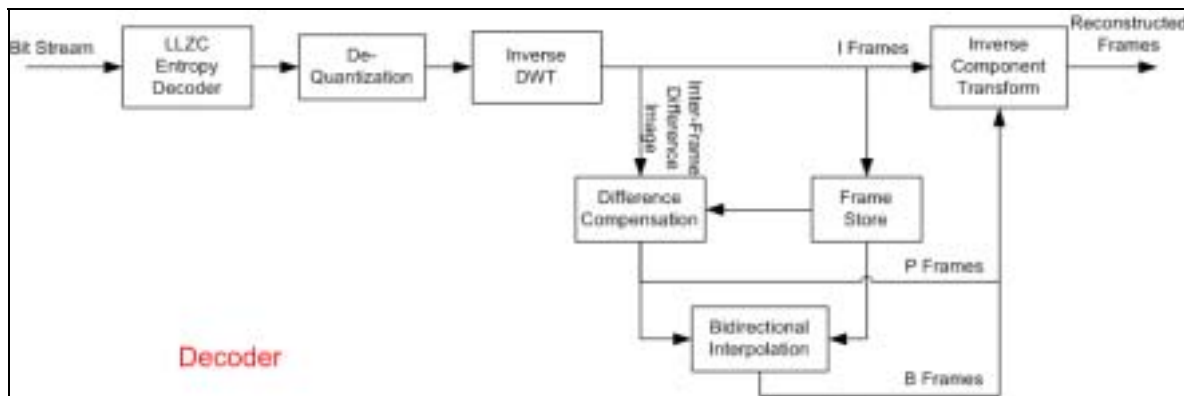 Bit Stream
LLZC
Entropy
Decoder
De-
Quantization
Inverse
DWT
I Frames
Inverse
Component
Transform
Reconstructed
Frames
Inter-Frame
Difference
Image
Difference
Compensation
Frame
Store
P Frames
Bidirectional
Interpolation
B Frames
Decoder